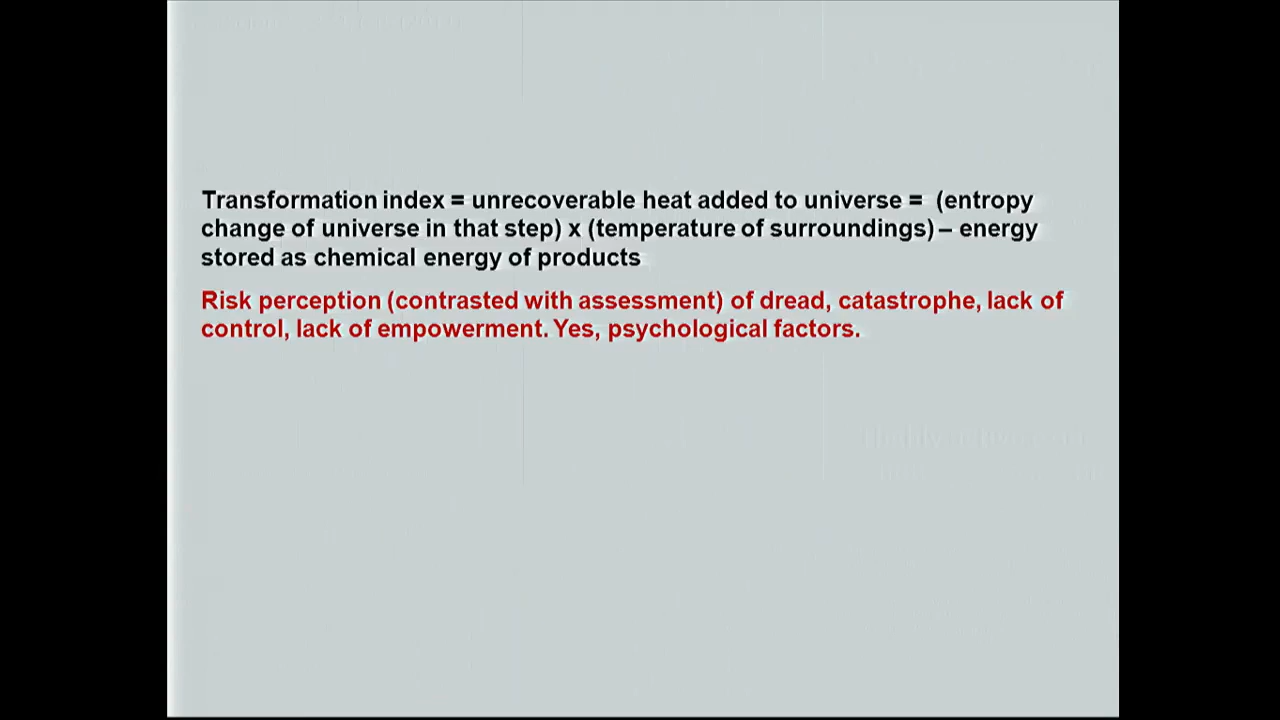 Transformation index = unrecoverable heat added to universe = (entropy
change of universe in that step) x (temperature of surroundings) – energy
stored as chemical energy of products
Risk perception (contrasted with assessment) of dread, catastrophe, lack of
control, lack of empowerment. Yes, psychological factors.